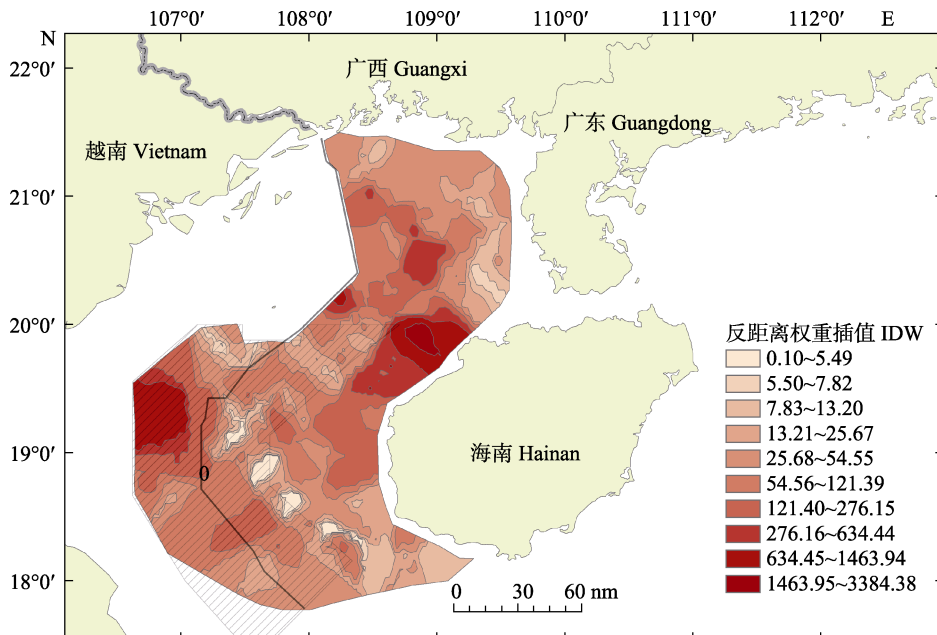 107°0′ 108°0′ 109°0′ 110°0′ 111°0′ 112°0′ E
N
22°0′
广西 Guangxi
广东 Guangdong
越南 Vietnam
21°0′
20°0′
反距离权重插值 IDW
0.10~5.49
5.50~7.82
7.83~13.20
13.21~25.67
25.68~54.55
54.56~121.39
121.40~276.15
276.16~634.44
634.45~1463.94
1463.95~3384.38
19°0′
海南 Hainan
0
18°0′
0 30 60 nm